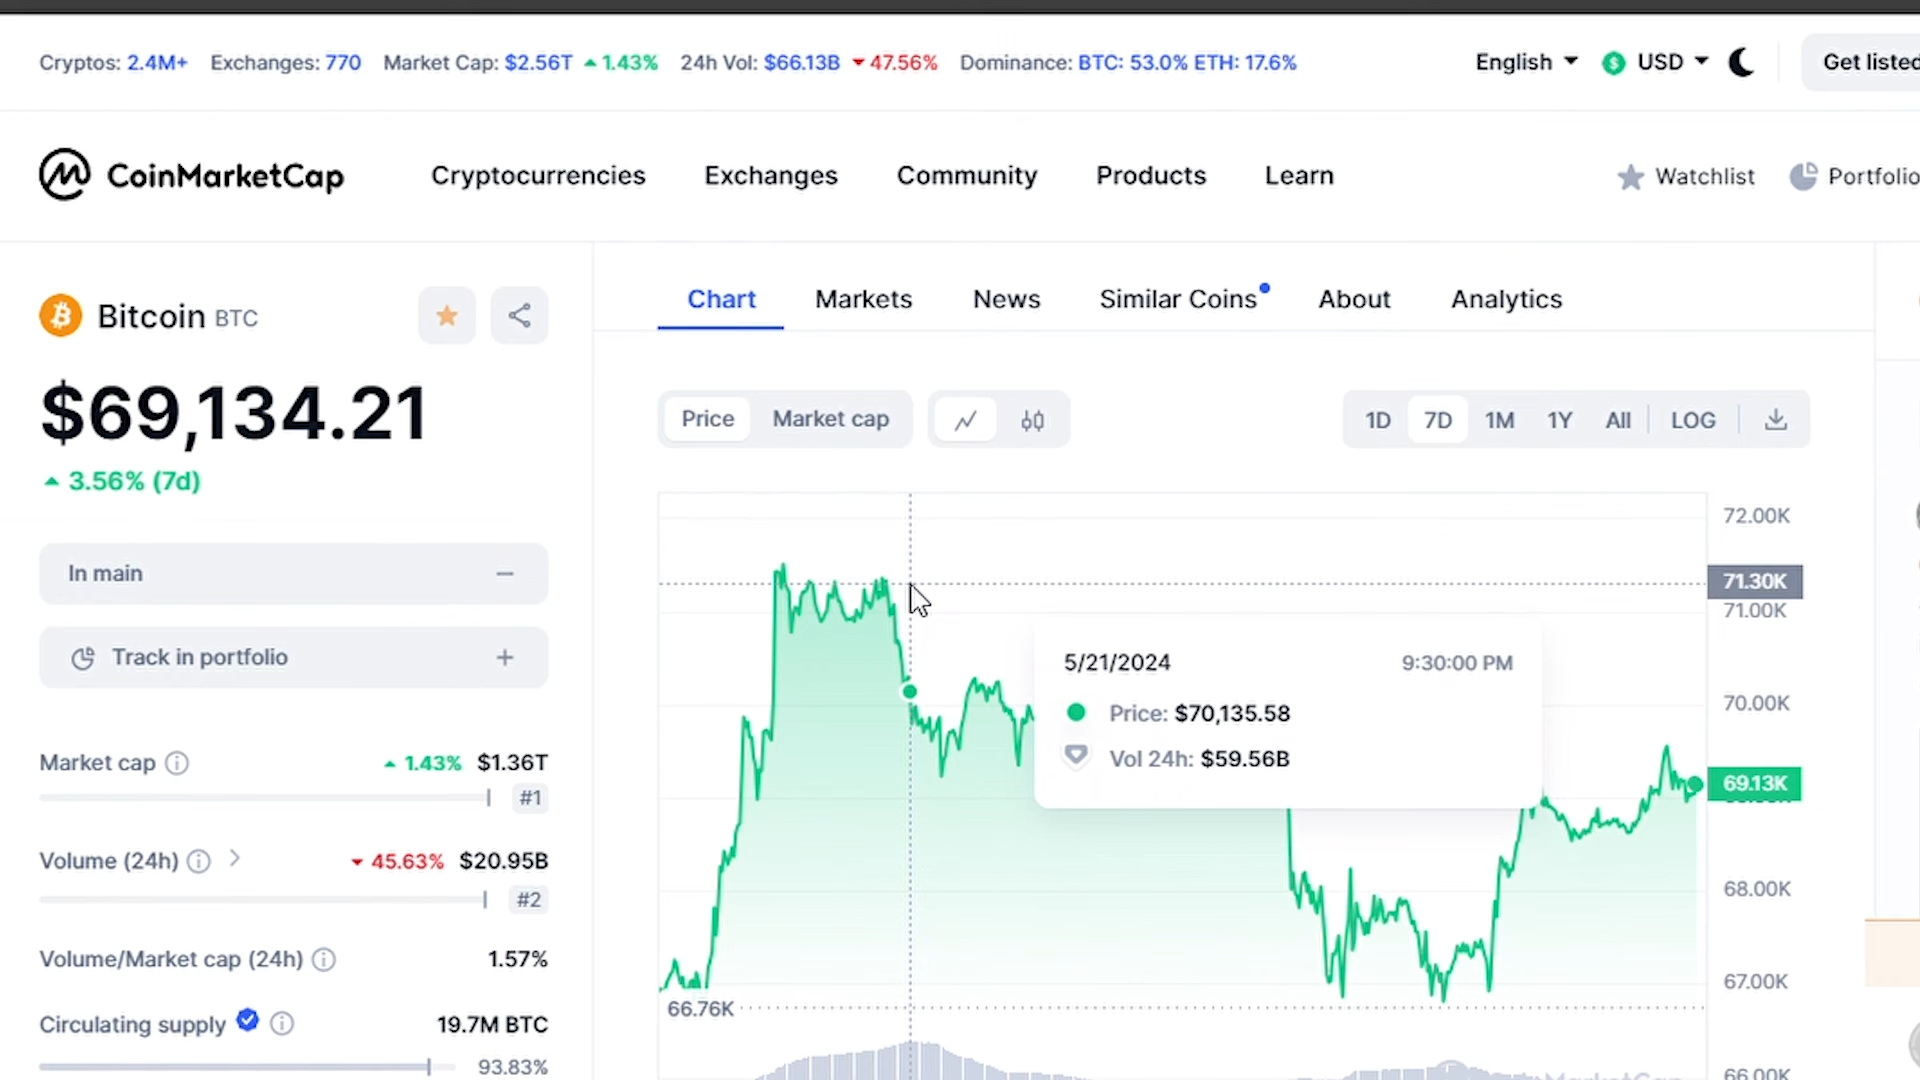 Cryptos: 2.4M+ Exchanges: 770 Market Cap: $2.56T 1.43% 24h Vol: $66.13B 47.56% Dominance: BTC: 53.0% ETH: 17.6% English USD Get listed
CoinMarketCap Cryptocurrencies Exchanges Community Products Learn Watchlist Portfolio
Bitcoin BTC
$69,134.21
3.56% (7d)
In main
Track in portfolio
Market cap 1.43% $1.36T
#1
Volume (24h) 45.63% $20.95B
#2
Volume/Market cap (24h) 1.57%
Circulating supply 19.7M BTC
93.83%
Chart Markets News Similar Coins About Analytics
Price Market cap 1D 7D 1M 1Y All LOG
72.00K
71.30K
71.00K
5/21/2024 9:30:00 PM
Price: $70,135.58
Vol 24h: $59.56B
70.00K
69.13K
68.00K
67.00K
66.76K
66.00K